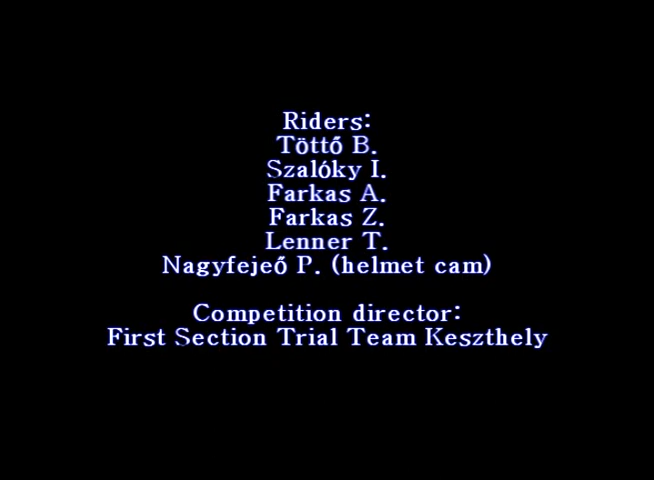 Riders:
Töttő B.
Szalóky I.
Farkas A.
Farkas Z.
Lenner T.
Nagyfejeő P. (helmet cam)
Competition director:
First Section Trial Team Keszthely